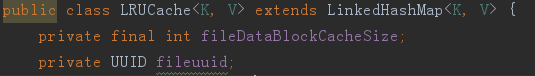 public class LRUCache<K, V> extends LinkedHashMap<K, V> {
private final int fileDataBlockCacheSize;
private UUID fileuuid;